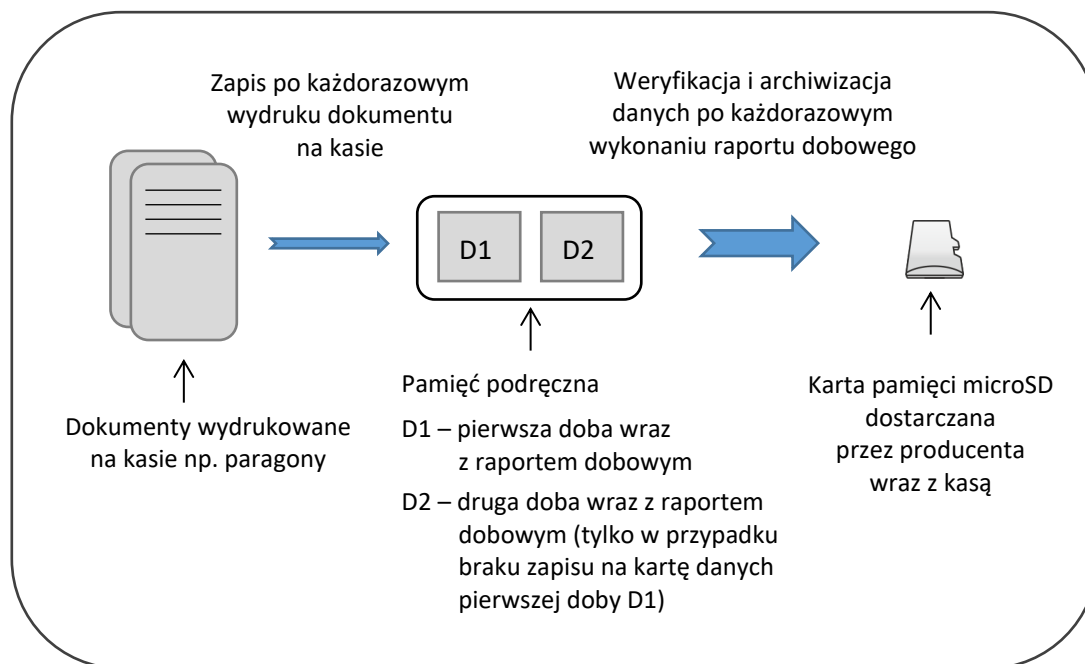 Zapis po każdorazowym
wydruku dokumentu
na kasie
Weryfikacja i archiwizacja
danych po każdorazowym
wykonaniu raportu dobowego
D1
D2
Dokumenty wydrukowane
na kasie np. paragony
Pamięć podręczna
D1 – pierwsza doba wraz
z raportem dobowym
D2 – druga doba wraz z raportem
dobowym (tylko w przypadku
braku zapisu na kartę danych
pierwszej doby D1)
Karta pamięci microSD
dostarczana
przez producenta
wraz z kasą